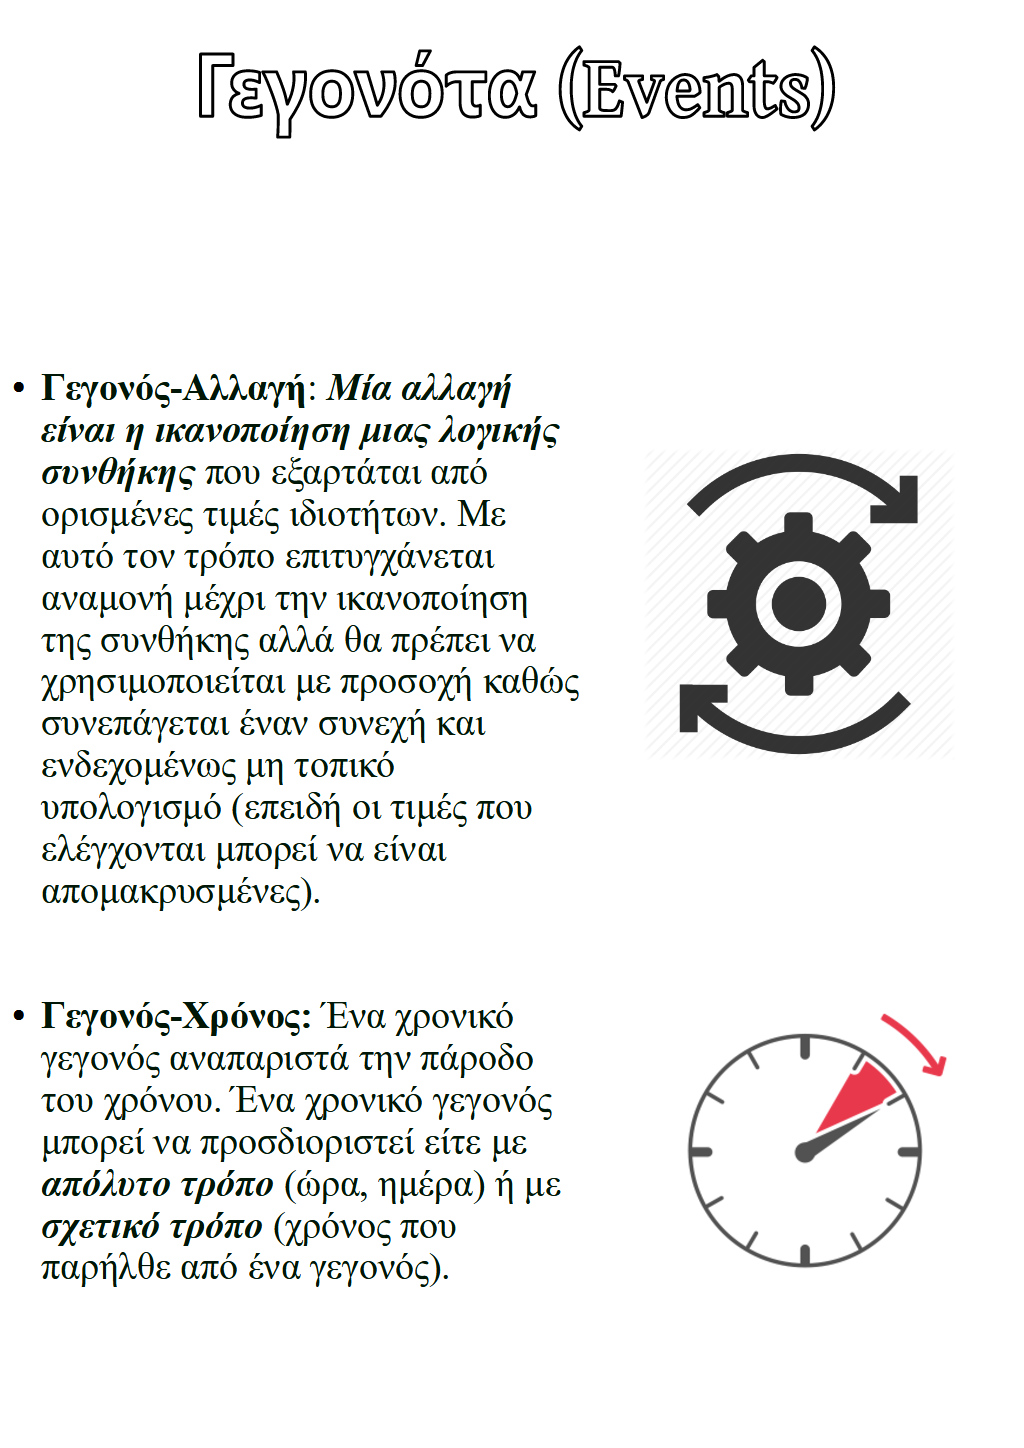 Γεγονότα (Events)
• Γεγονός-Αλλαγή: Μία αλλαγή
είναι η ικανοποίηση μιας λογικής
συνθήκης που εξαρτάται από
ορισμένες τιμές ιδιοτήτων. Με
αυτό τον τρόπο επιτυγχάνεται
αναμονή μέχρι την ικανοποίηση
της συνθήκης αλλά θα πρέπει να
χρησιμοποιείται με προσοχή καθώς
συνεπάγεται έναν συνεχή και
ενδεχομένως μη τοπικό
υπολογισμό (επειδή οι τιμές που
ελέγχονται μπορεί να είναι
απομακρυσμένες).
• Γεγονός-Χρόνος: Ένα χρονικό
γεγονός αναπαριστά την πάροδο
του χρόνου. Ένα χρονικό γεγονός
μπορεί να προσδιοριστεί είτε με
απόλυτο τρόπο (ώρα, ημέρα) ή με
σχετικό τρόπο (χρόνος που
παρήλθε από ένα γεγονός).